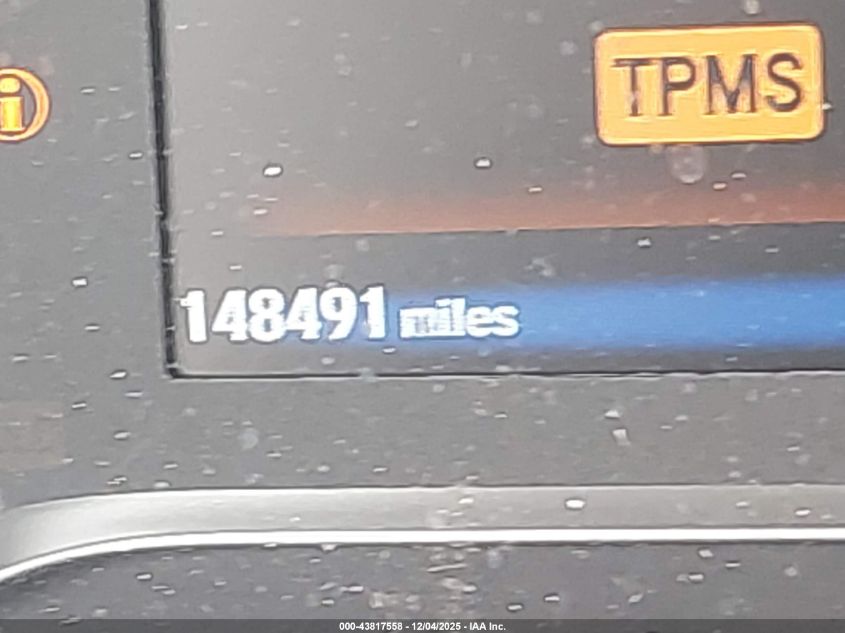 i
TPMS
148491 miles
000-43817558 - 12/04/2025 - IAA Inc.